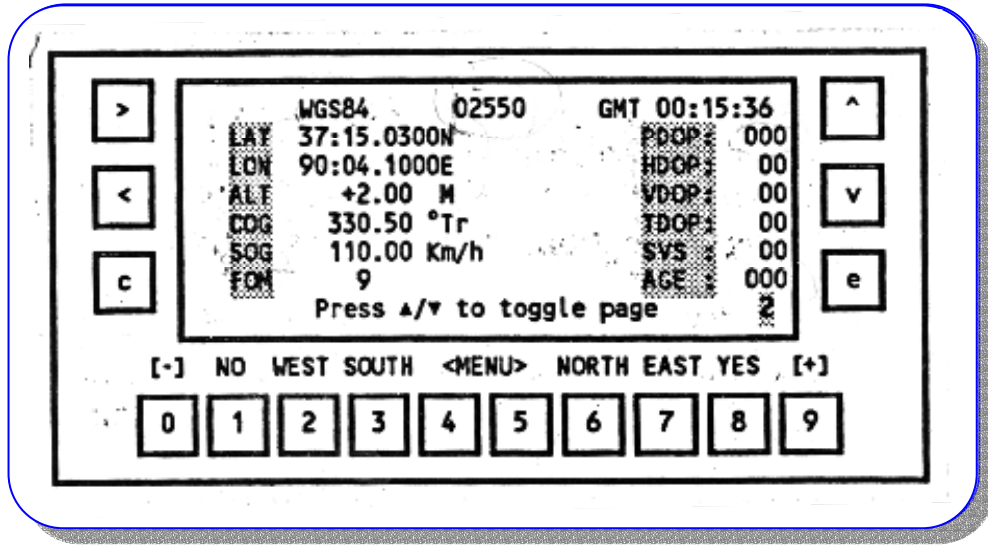 WGS84 02550 GMT 00:15:36
LAT 37:15.0300N PDOP: 000
LON 90:04.1000E HDOP: 00
ALT +2.00 M VDOP: 00
COG 330.50 °Tr TDOP: 00
SOG 110.00 Km/h SVS : 00
FOM 9 AGE : 000
Press ▲/▼ to toggle page 2
> < c
^ v e
[-] NO WEST SOUTH <MENU> NORTH EAST YES [+]
0 1 2 3 4 5 6 7 8 9